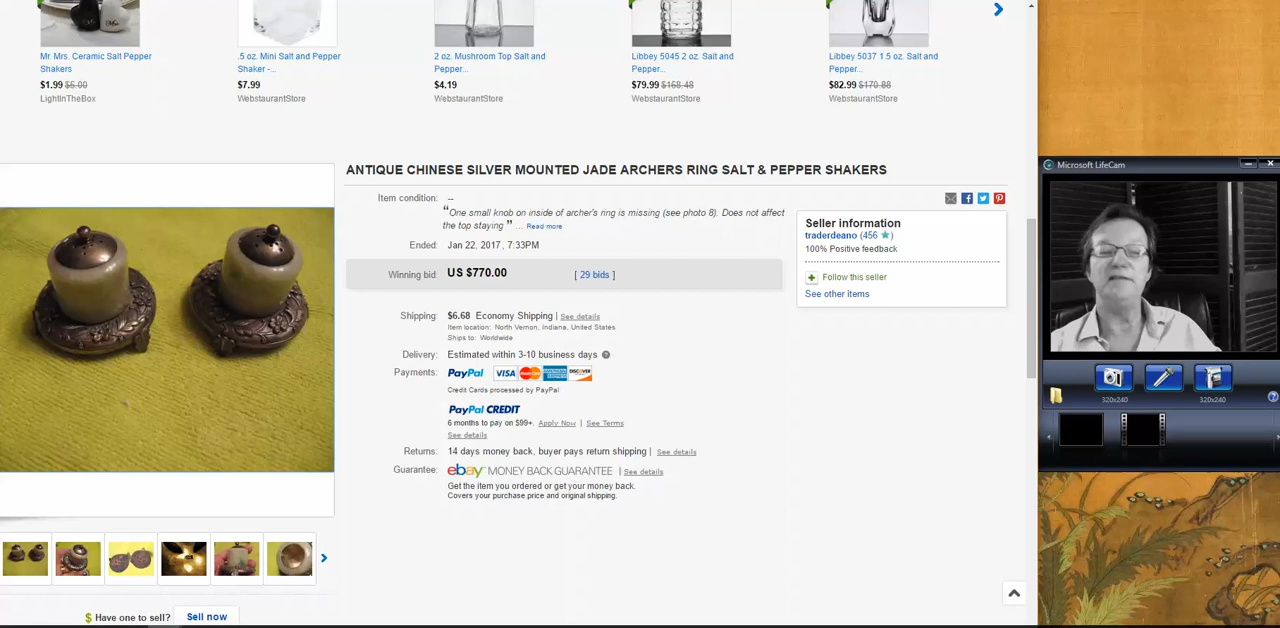 Mr. Mrs. Ceramic Salt Pepper
Shakers
$1.99 $5.00
LightInTheBox
.5 oz. Mini Salt and Pepper
Shaker -...
$7.99
WebstaurantStore
2 oz. Mushroom Top Salt and
Pepper...
$4.19
WebstaurantStore
Libbey 5045 2 oz. Salt and
Pepper...
$79.99 $168.48
WebstaurantStore
Libbey 5037 1.5 oz. Salt and
Pepper...
$82.99 $170.88
WebstaurantStore
ANTIQUE CHINESE SILVER MOUNTED JADE ARCHERS RING SALT & PEPPER SHAKERS
Item condition: --
“One small knob on inside of archer's ring is missing (see photo 8). Does not affect
the top staying ” ... Read more
Ended: Jan 22, 2017 , 7:33PM
Winning bid: US $770.00 [ 29 bids ]
Shipping: $6.68 Economy Shipping | See details
Item location: North Vernon, Indiana, United States
Ships to: Worldwide
Delivery: Estimated within 3-10 business days
Payments: PayPal VISA MasterCard AMERICAN EXPRESS DISCOVER
Credit Cards processed by PayPal
PayPal CREDIT
6 months to pay on $99+. Apply Now | See Terms
See details
Returns: 14 days money back, buyer pays return shipping | See details
Guarantee: ebay MONEY BACK GUARANTEE | See details
Get the item you ordered or get your money back.
Covers your purchase price and original shipping.
Seller information
traderdeano (456 )
100% Positive feedback
Follow this seller
See other items
$ Have one to sell? Sell now
Microsoft LifeCam
320x240
320x240